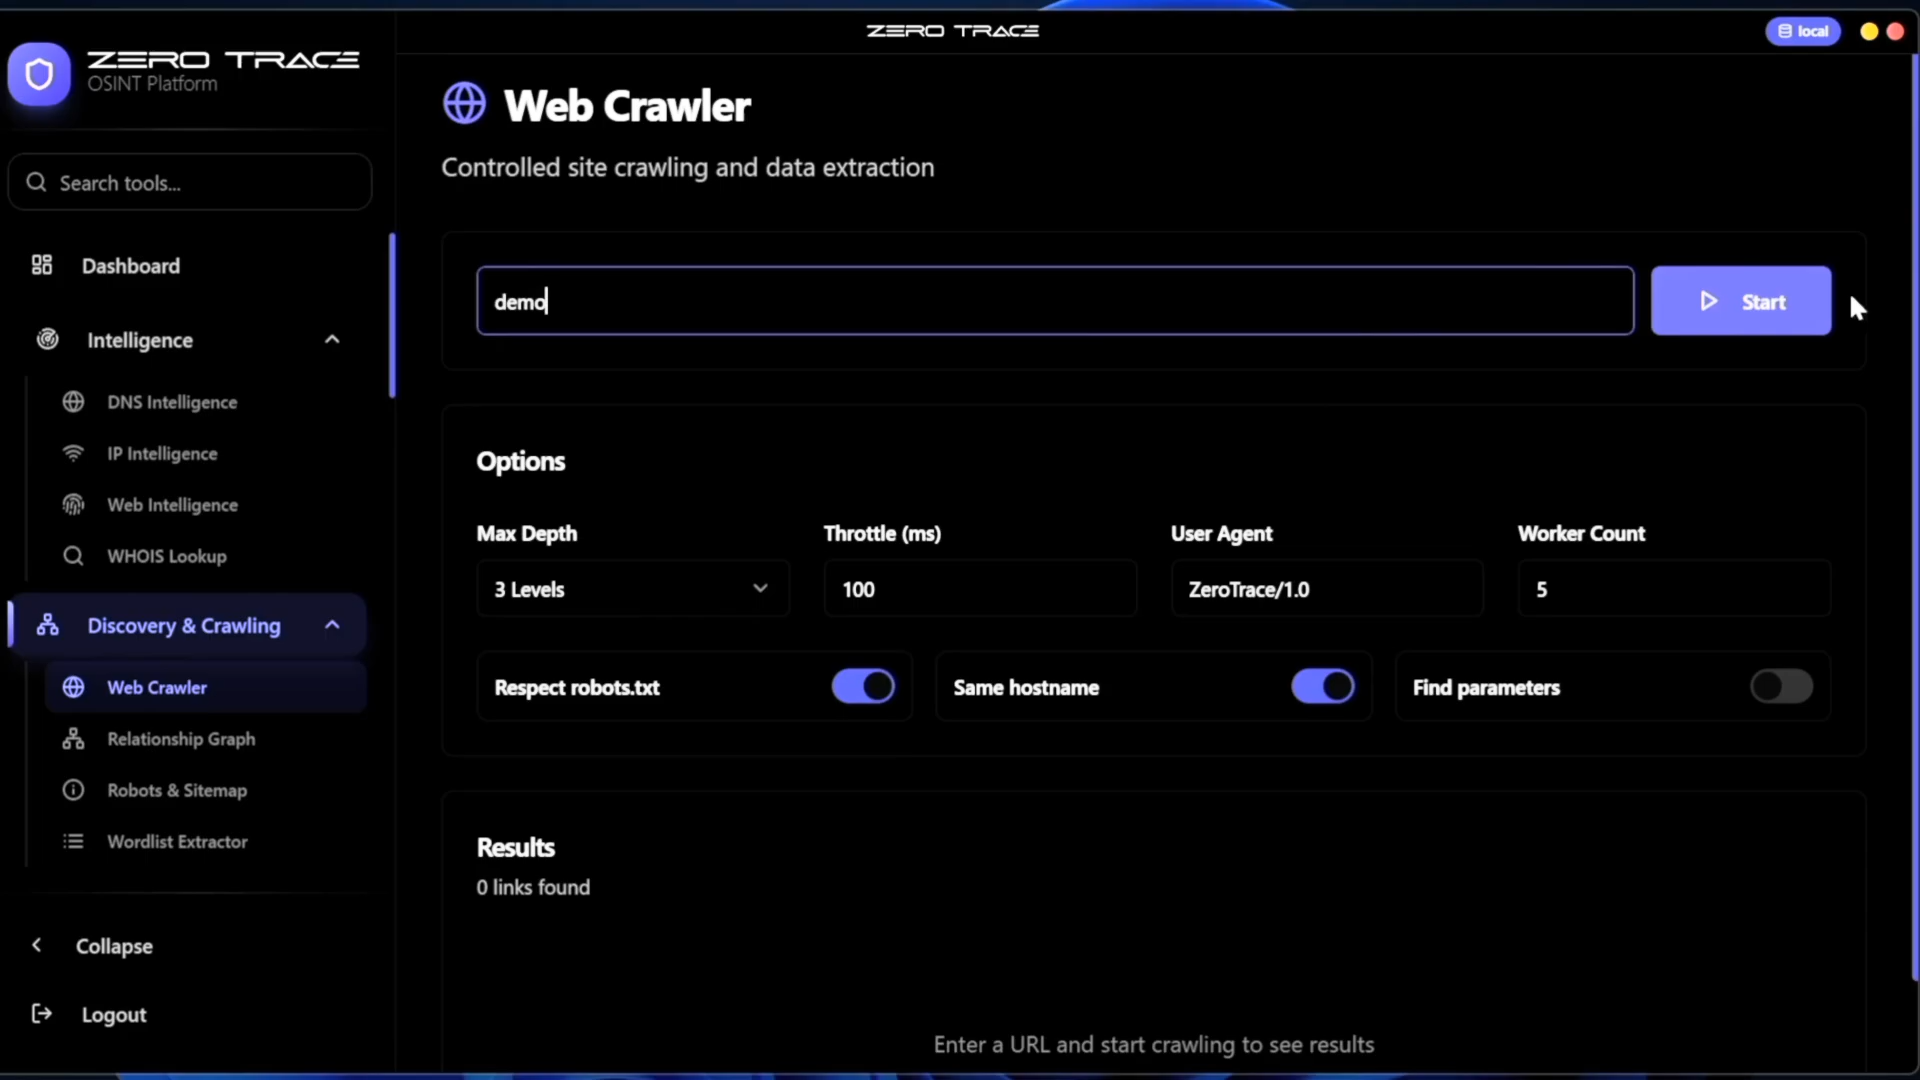 ZERO TRACE
local
ZERO TRACE
OSINT Platform
Search tools...
Dashboard
Intelligence
DNS Intelligence
IP Intelligence
Web Intelligence
WHOIS Lookup
Discovery & Crawling
Web Crawler
Relationship Graph
Robots & Sitemap
Wordlist Extractor
Collapse
Logout
Web Crawler
Controlled site crawling and data extraction
demo
Start
Options
Max Depth
Throttle (ms)
User Agent
Worker Count
3 Levels
100
ZeroTrace/1.0
5
Respect robots.txt
Same hostname
Find parameters
Results
0 links found
Enter a URL and start crawling to see results